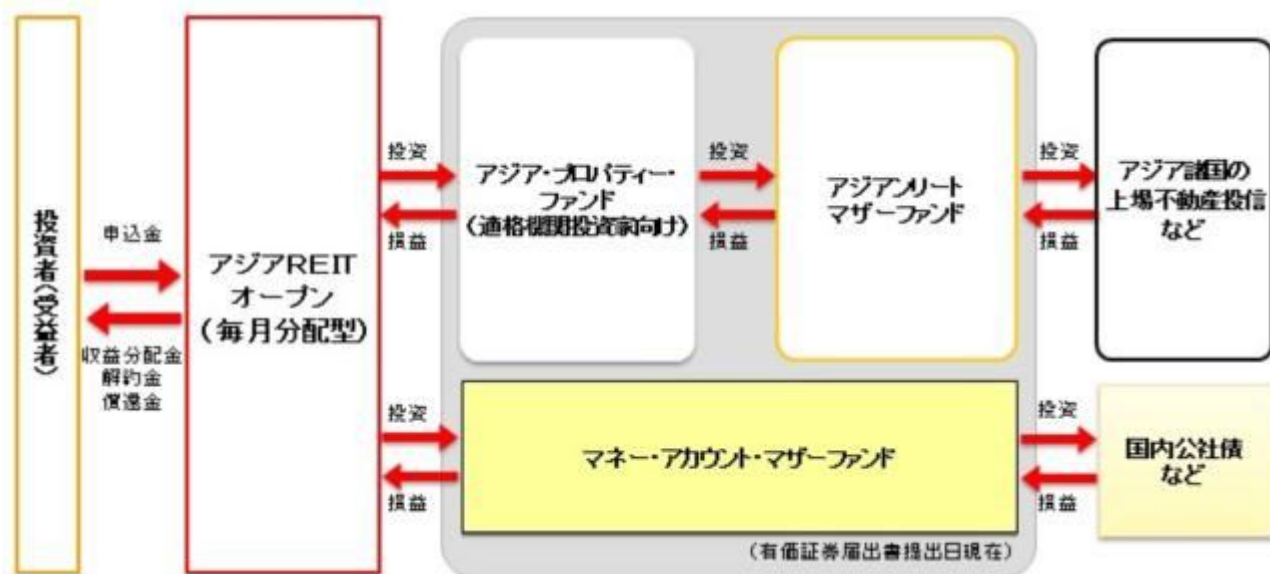 投資者(受益者)
申込金
収益分配金
解約金
償還金
アジアREIT
オープン
(毎月分配型)
投資
損益
アジア・プロパティー・
ファンド
(適格機関投資家向け)
投資
損益
アジアンリート
マザーファンド
投資
損益
アジア諸国の
上場不動産投信
など
投資
損益
マネー・アカウント・マザーファンド
投資
損益
国内公社債
など
(有価証券届出書提出日現在)